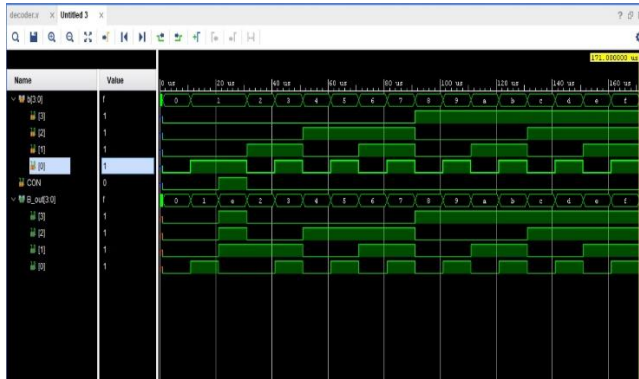 decoder.v × Untitled 3 ×
171.000000 us
Name Value
0 us 20 us 40 us 60 us 80 us 100 us 120 us 140 us 160 us
b[3:0] f 0 1 2 3 4 5 6 7 8 9 a b c d e f
[3] 1
[2] 1
[1] 1
[0] 1
CON 0
B_out[3:0] f 0 1 e 2 3 4 5 6 7 8 9 a b c d e f
[3] 1
[2] 1
[1] 1
[0] 1